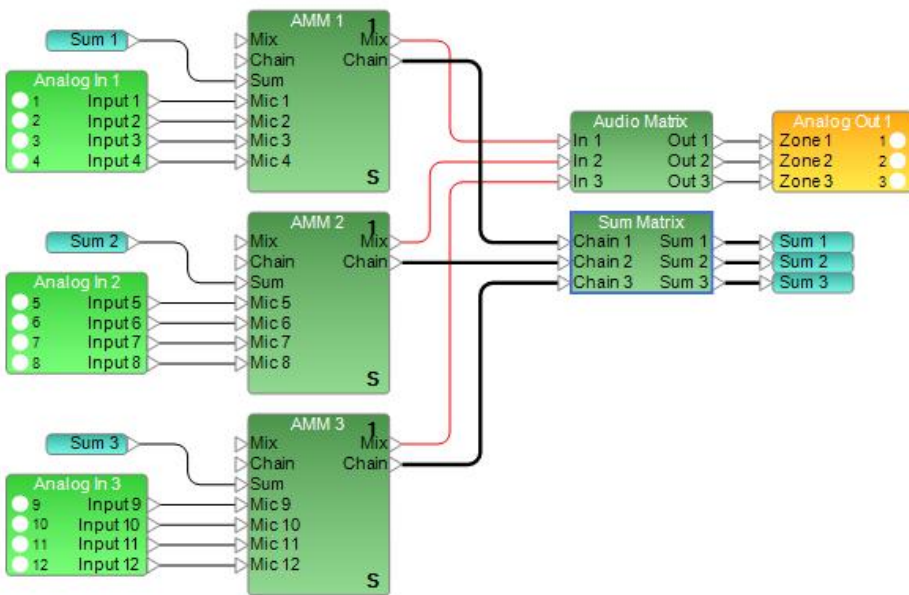 Sum 1
Analog In 1
1 Input 1
2 Input 2
3 Input 3
4 Input 4
AMM 1 1
Mix Mix
Chain Chain
Sum
Mic 1
Mic 2
Mic 3
Mic 4
S
Sum 2
Analog In 2
5 Input 5
6 Input 6
7 Input 7
8 Input 8
AMM 2 1
Mix Mix
Chain Chain
Sum
Mic 5
Mic 6
Mic 7
Mic 8
S
Sum 3
Analog In 3
9 Input 9
10 Input 10
11 Input 11
12 Input 12
AMM 3 1
Mix Mix
Chain Chain
Sum
Mic 9
Mic 10
Mic 11
Mic 12
S
Audio Matrix
In 1 Out 1
In 2 Out 2
In 3 Out 3
Analog Out 1
Zone 1 1
Zone 2 2
Zone 3 3
Sum Matrix
Chain 1 Sum 1
Chain 2 Sum 2
Chain 3 Sum 3
Sum 1
Sum 2
Sum 3